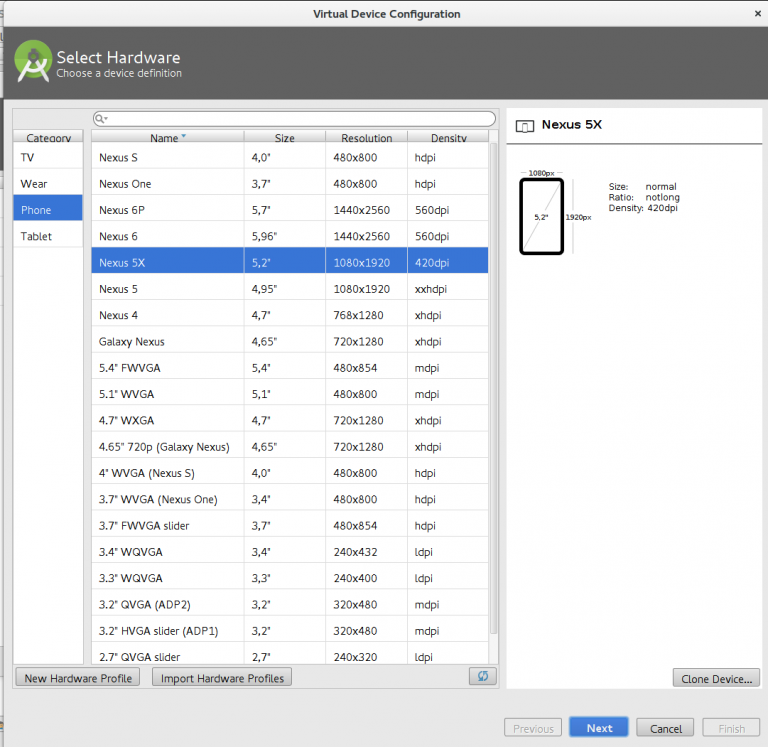 Virtual Device Configuration
Select Hardware
Choose a device definition
Category
TV
Wear
Phone
Tablet
Name Size Resolution Density
Nexus S 4,0" 480x800 hdpi
Nexus One 3,7" 480x800 hdpi
Nexus 6P 5,7" 1440x2560 560dpi
Nexus 6 5,96" 1440x2560 560dpi
Nexus 5X 5,2" 1080x1920 420dpi
Nexus 5 4,95" 1080x1920 xxhdpi
Nexus 4 4,7" 768x1280 xhdpi
Galaxy Nexus 4,65" 720x1280 xhdpi
5.4" FWVGA 5,4" 480x854 mdpi
5.1" WVGA 5,1" 480x800 mdpi
4.7" WXGA 4,7" 720x1280 xhdpi
4.65" 720p (Galaxy Nexus) 4,65" 720x1280 xhdpi
4" WVGA (Nexus S) 4,0" 480x800 hdpi
3.7" WVGA (Nexus One) 3,4" 480x800 hdpi
3.7" FWVGA slider 3,7" 480x854 hdpi
3.4" WQVGA 3,4" 240x432 ldpi
3.3" WQVGA 3,3" 240x400 ldpi
3.2" QVGA (ADP2) 3,2" 320x480 mdpi
3.2" HVGA slider (ADP1) 3,2" 320x480 mdpi
2.7" QVGA slider 2,7" 240x320 ldpi
New Hardware Profile
Import Hardware Profiles
Nexus 5X
1080px
5,2"
1920px
Size: normal
Ratio: notlong
Density: 420dpi
Clone Device...
Previous
Next
Cancel
Finish